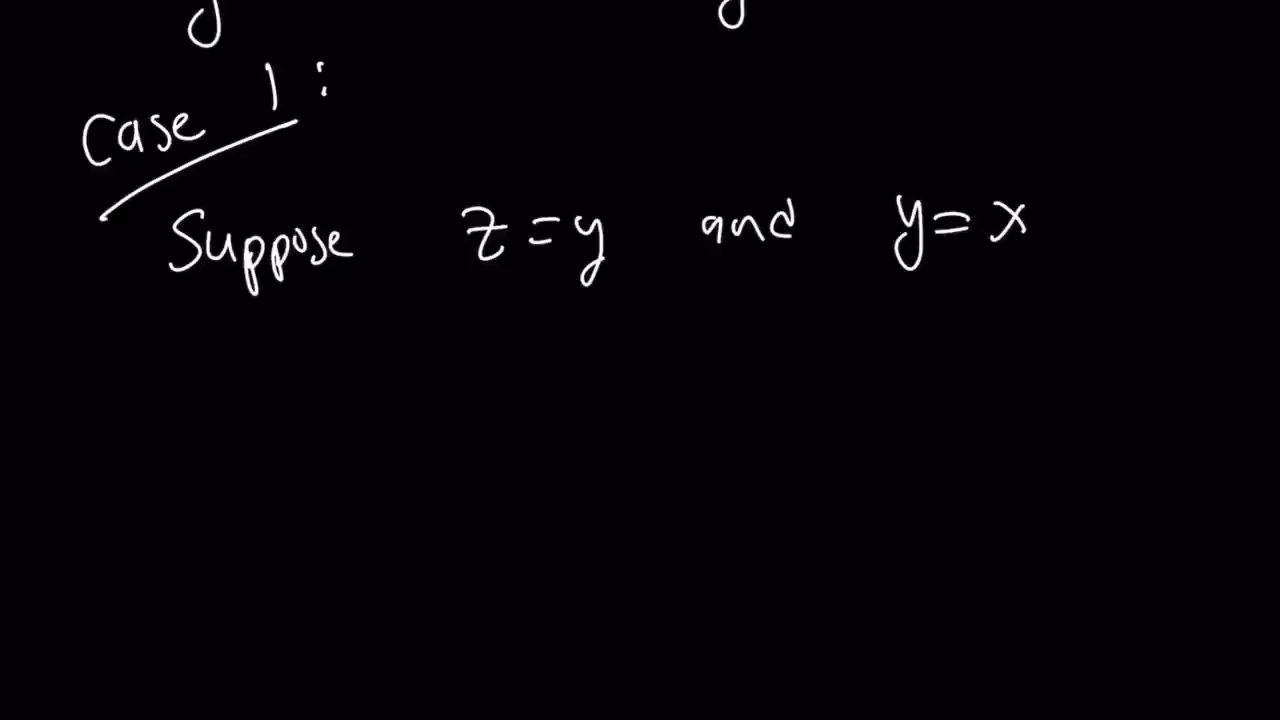 Case 1:
Suppose z = y and y = x